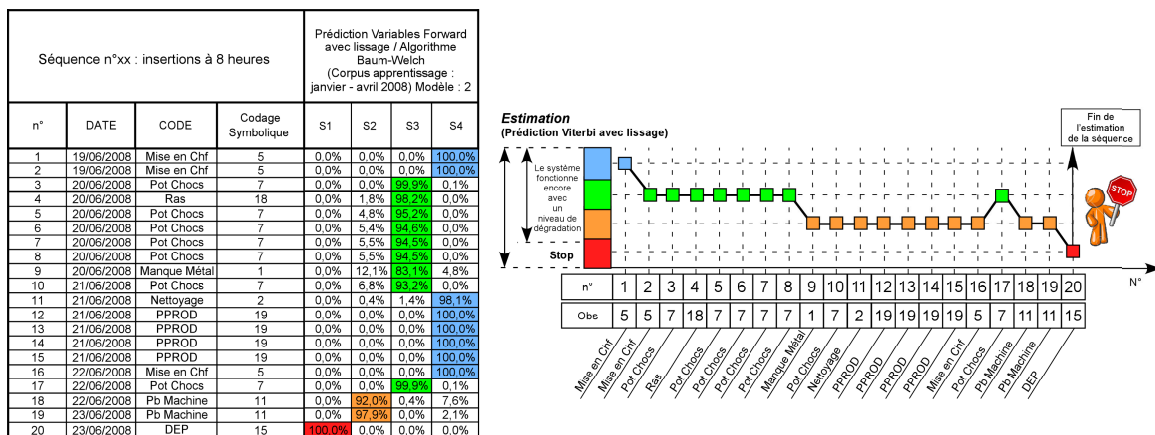 Séquence n°xx : insertions à 8 heures
Prédiction Variables Forward
avec lissage / Algorithme
Baum-Welch
(Corpus apprentissage :
janvier - avril 2008) Modèle : 2
n° DATE CODE Codage Symbolique S1 S2 S3 S4
1 19/06/2008 Mise en Chf 5 0,0% 0,0% 0,0% 100,0%
2 19/06/2008 Mise en Chf 5 0,0% 0,0% 0,0% 100,0%
3 20/06/2008 Pot Chocs 7 0,0% 0,0% 99,9% 0,1%
4 20/06/2008 Ras 18 0,0% 1,8% 98,2% 0,0%
5 20/06/2008 Pot Chocs 7 0,0% 4,8% 95,2% 0,0%
6 20/06/2008 Pot Chocs 7 0,0% 5,4% 94,6% 0,0%
7 20/06/2008 Pot Chocs 7 0,0% 5,5% 94,5% 0,0%
8 20/06/2008 Pot Chocs 7 0,0% 5,5% 94,5% 0,0%
9 20/06/2008 Manque Métal 1 0,0% 12,1% 83,1% 4,8%
10 21/06/2008 Pot Chocs 7 0,0% 6,8% 93,2% 0,0%
11 21/06/2008 Nettoyage 2 0,0% 0,4% 1,4% 98,1%
12 21/06/2008 PPROD 19 0,0% 0,0% 0,0% 100,0%
13 21/06/2008 PPROD 19 0,0% 0,0% 0,0% 100,0%
14 21/06/2008 PPROD 19 0,0% 0,0% 0,0% 100,0%
15 21/06/2008 PPROD 19 0,0% 0,0% 0,0% 100,0%
16 22/06/2008 Mise en Chf 5 0,0% 0,0% 0,0% 100,0%
17 22/06/2008 Pot Chocs 7 0,0% 0,0% 99,9% 0,1%
18 22/06/2008 Pb Machine 11 0,0% 92,0% 0,4% 7,6%
19 23/06/2008 Pb Machine 11 0,0% 97,9% 0,0% 2,1%
20 23/06/2008 DEP 15 100,0% 0,0% 0,0% 0,0%
Estimation
(Prédiction Viterbi avec lissage)
Le système
fonctionne
encore
avec
un
niveau de
dégradation
Stop
Fin de
l'estimation
de la séquence
STOP
N°
n° 1 2 3 4 5 6 7 8 9 10 11 12 13 14 15 16 17 18 19 20
Obs 5 5 7 18 7 7 7 7 1 7 2 19 19 19 19 5 7 11 11 15
Mise en Cnf
Mise en Cnf
Pot Chocs
Ras
Pot Chocs
Pot Chocs
Pot Chocs
Pot Chocs
Manque Métal
Pot Chocs
Nettoyage
PPROD
PPROD
PPROD
PPROD
Mise en Cnf
Pot Chocs
Pb Machine
Pb Machine
DEP